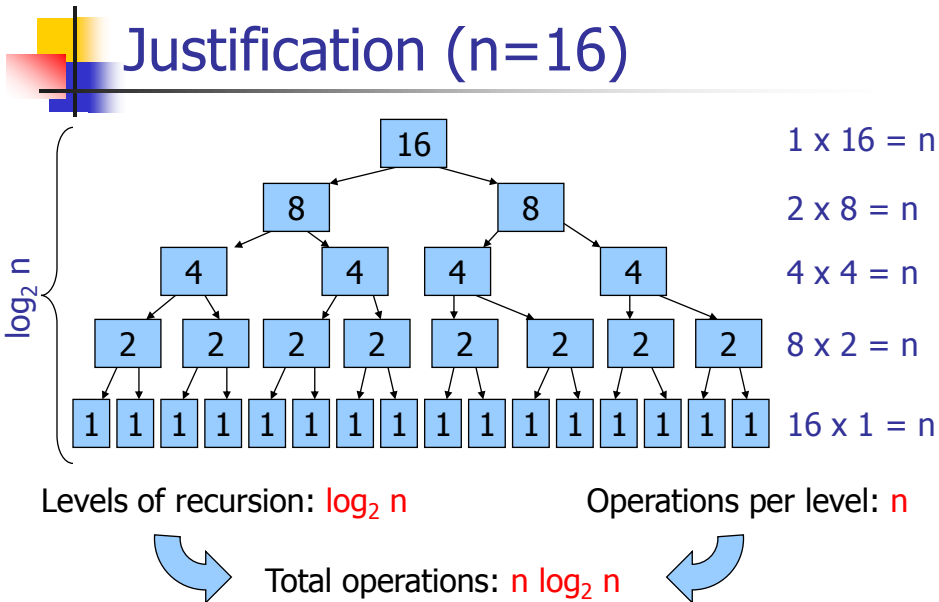 Justification (n=16)
16 1 x 16 = n
8 8 2 x 8 = n
log₂ n
4 4 4 4 4 x 4 = n
2 2 2 2 2 2 2 2 8 x 2 = n
1 1 1 1 1 1 1 1 1 1 1 1 1 1 1 1 16 x 1 = n
Levels of recursion: log₂ n Operations per level: n
Total operations: n log₂ n